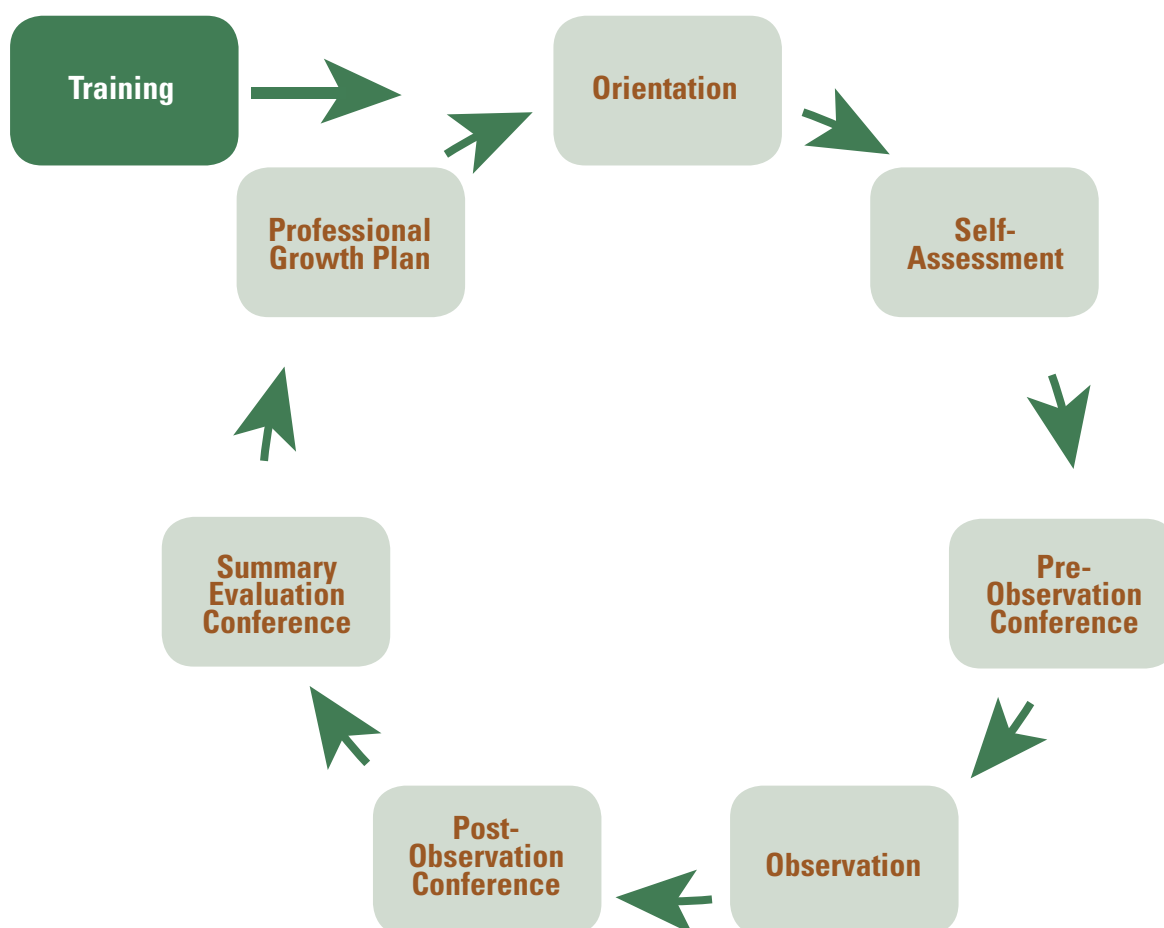 Training
Orientation
Professional
Growth Plan
Self-
Assessment
Summary
Evaluation
Conference
Pre-
Observation
Conference
Post-
Observation
Conference
Observation